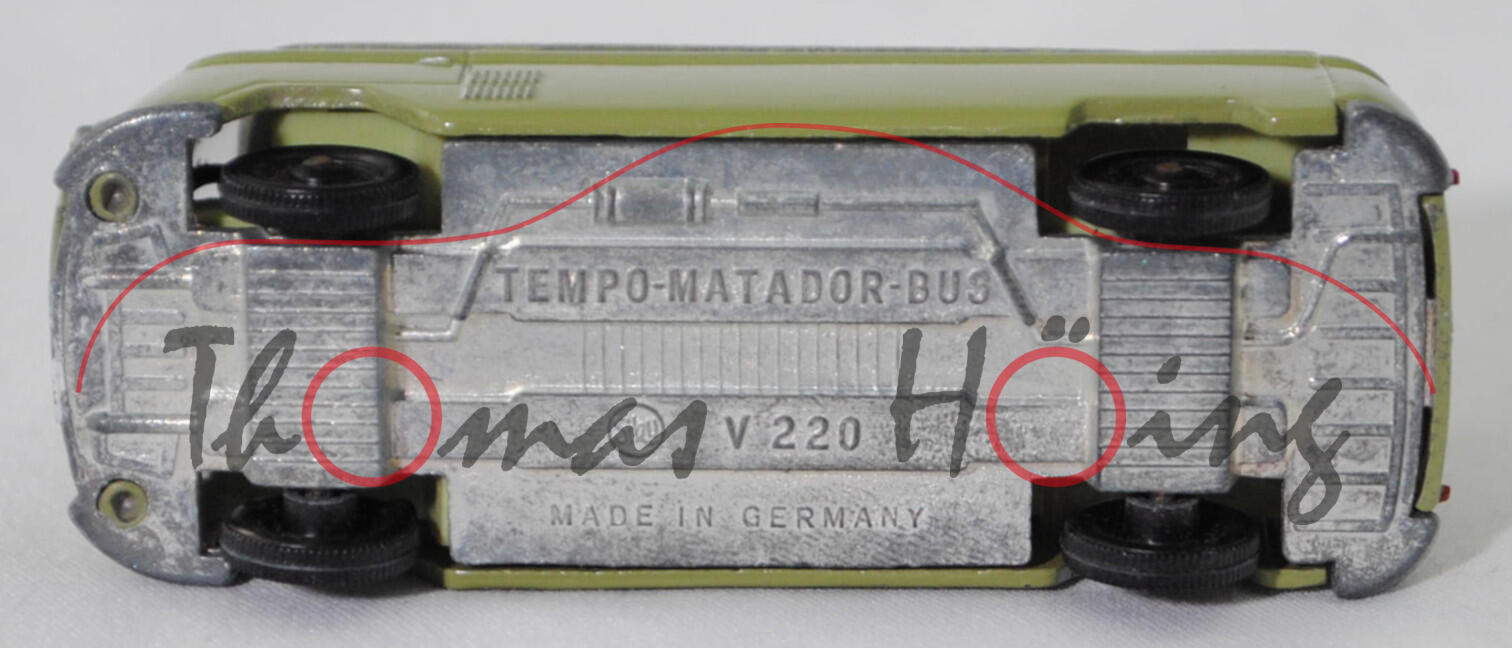 TEMPO-MATADOR-BUS
Thomas Höing
V 220
MADE IN GERMANY